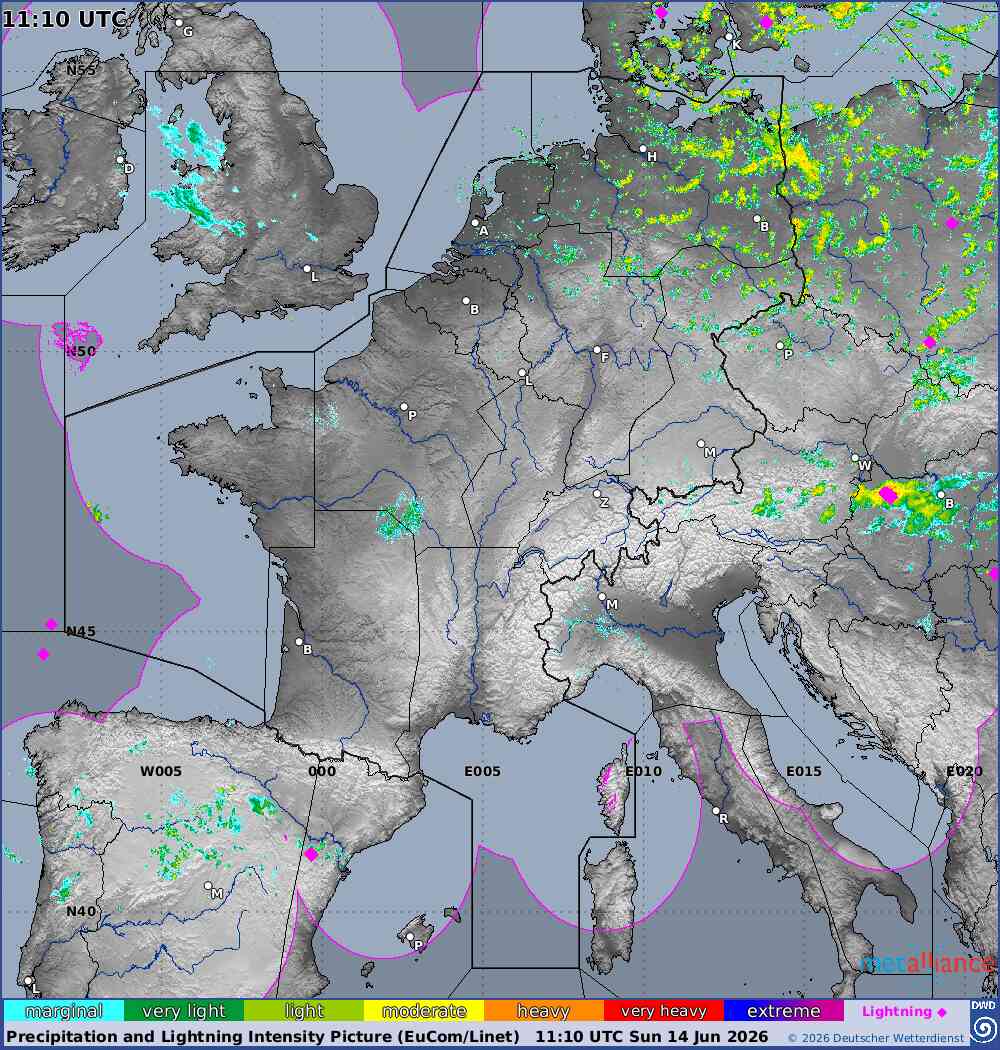 11:10 UTC
G
K
N55
H
D
B
A
L
B
N50
F
P
L
P
M
W
Z
B
M
N45
B
W005
000
E005
E010
E015
E020
R
M
N40
P
L
metalliance
marginal very light light moderate heavy very heavy extreme Lightning
DWD
Precipitation and Lightning Intensity Picture (EuCom/Linet) 11:10 UTC Sun 14 Jun 2026 © 2026 Deutscher Wetterdienst